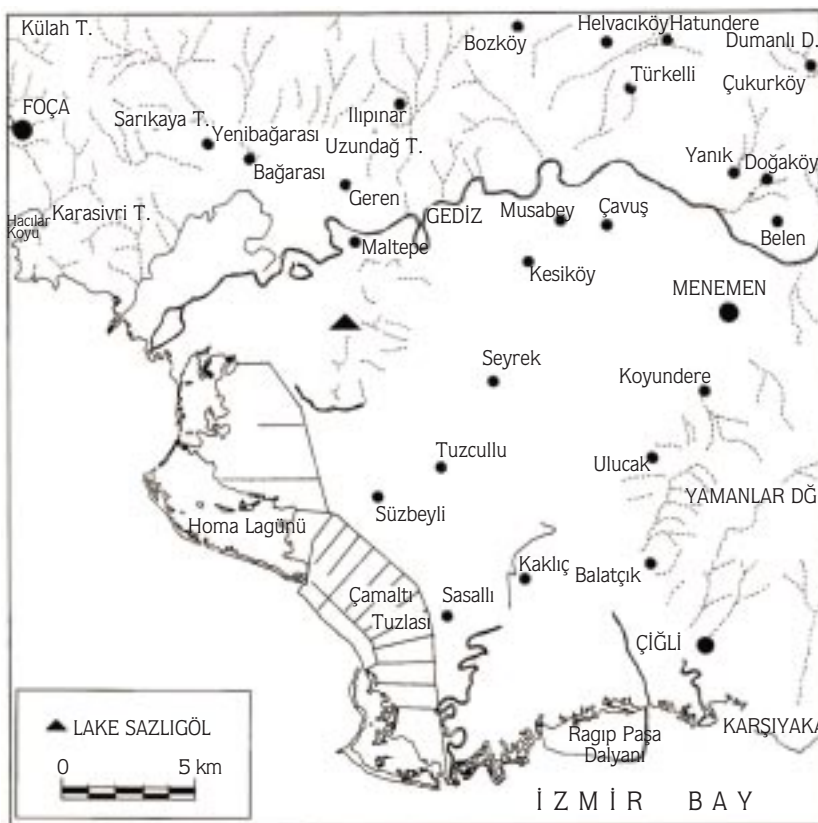 Külah T.
Bozköy
Helvacıköy
Hatundere
Dumanlı D.
Türkelli
Çukurköy
FOÇA
Sarıkaya T.
Yenibağarası
Ilıpınar
Uzundağ T.
Bağarası
Geren
Yanık
Doğaköy
Hacılar
Koyu
Karasivri T.
GEDİZ
Musabey
Çavuş
Belen
Maltepe
Kesiköy
MENEMEN
Seyrek
Koyundere
Tuzcullu
Ulucak
YAMANLAR DĞ
Süzbeyli
Homa Lagünü
Kaklıç
Balatçık
Çamaltı
Tuzlası
Sasallı
ÇİĞLİ
KARŞIYAKA
Ragıp Paşa
Dalyanı
LAKE SAZLIGÖL
0 5 km
İZMİR BAY